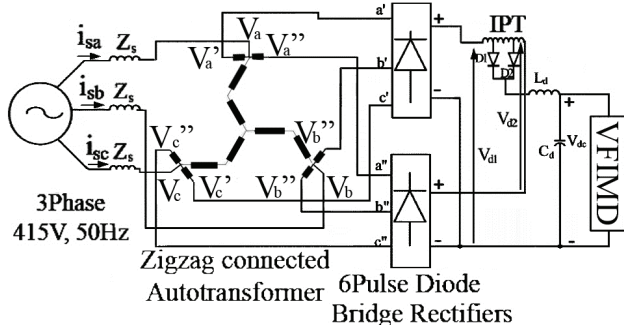 i_sa Z_s
V_a V_a' V_a''
a'
IPT
D1 D2
i_sb Z_s
b'
c'
L_d
V_d2
V_c''
V_b''
a''
V_d1
C_d V_dc
VFIMD
i_sc Z_s
V_c V_c'
V_b'' V_b
b''
3Phase
415V, 50Hz
c''
Zigzag connected
Autotransformer
6Pulse Diode
Bridge Rectifiers
+
-
+
-
+
-